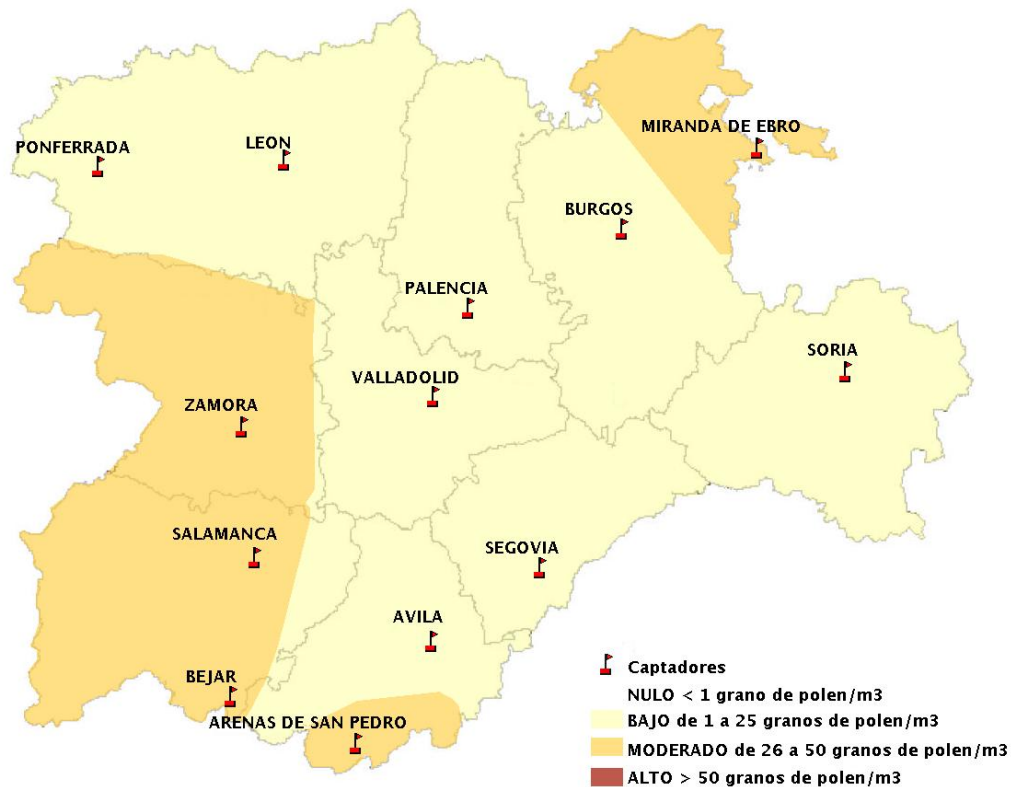 MIRANDA DE EBRO
PONFERRADA
LEON
BURGOS
PALENCIA
SORIA
VALLADOLID
ZAMORA
SALAMANCA
SEGOVIA
AVILA
BEJAR
ARENAS DE SAN PEDRO
Captadores
NULO < 1 grano de polen/m3
BAJO de 1 a 25 granos de polen/m3
MODERADO de 26 a 50 granos de polen/m3
ALTO > 50 granos de polen/m3